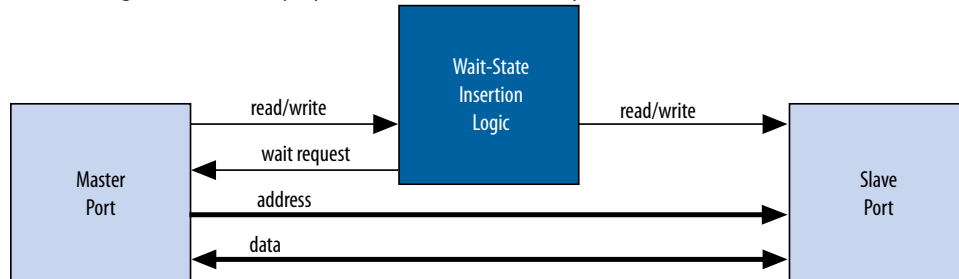 Wait-State
Insertion
Logic
read/write
read/write
wait request
Master
Port
address
Slave
Port
data